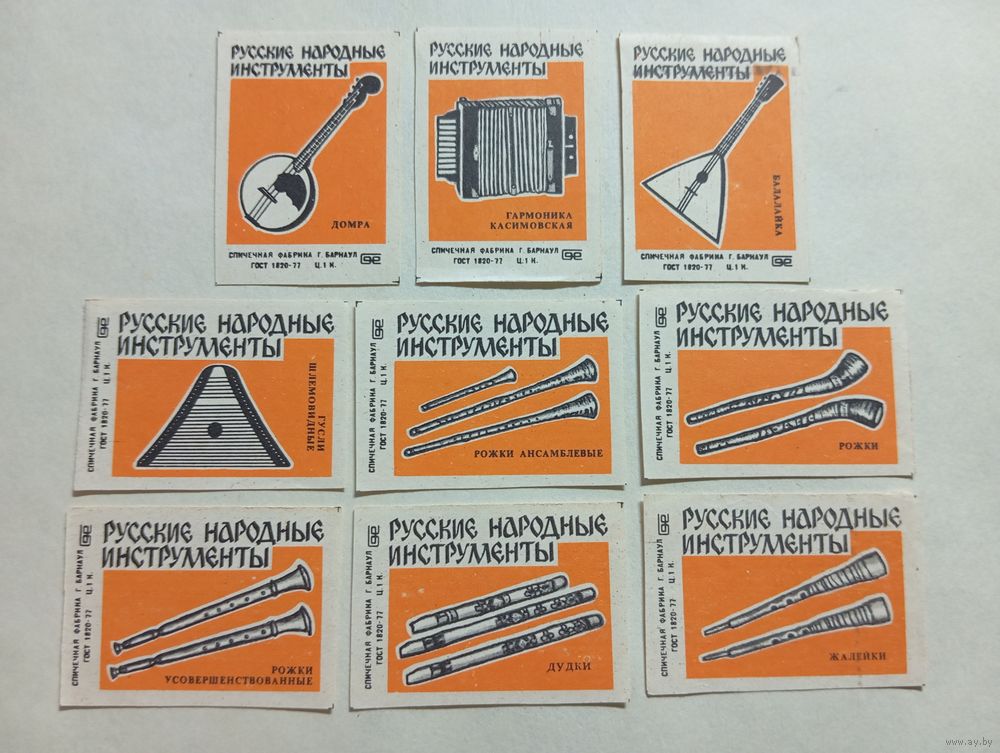 РУССКИЕ НАРОДНЫЕ
ИНСТРУМЕНТЫ
ДОМРА
СПИЧЕЧНАЯ ФАБРИКА Г. БАРНАУЛ
ГОСТ 1820-77 Ц.1 К.
РУССКИЕ НАРОДНЫЕ
ИНСТРУМЕНТЫ
ГАРМОНИКА
КАСИМОВСКАЯ
СПИЧЕЧНАЯ ФАБРИКА Г. БАРНАУЛ
ГОСТ 1820-77 Ц.1 К.
РУССКИЕ НАРОДНЫЕ
ИНСТРУМЕНТЫ
БАЛАЛАЙКА
СПИЧЕЧНАЯ ФАБРИКА Г. БАРНАУЛ
ГОСТ 1820-77 Ц.1 К.
РУССКИЕ НАРОДНЫЕ
ИНСТРУМЕНТЫ
ГУСЛИ
ШЛЕМОВИДНЫЕ
СПИЧЕЧНАЯ ФАБРИКА Г. БАРНАУЛ
ГОСТ 1820-77 Ц.1 К.
РУССКИЕ НАРОДНЫЕ
ИНСТРУМЕНТЫ
РОЖКИ АНСАМБЛЕВЫЕ
СПИЧЕЧНАЯ ФАБРИКА Г. БАРНАУЛ
ГОСТ 1820-77 Ц.1 К.
РУССКИЕ НАРОДНЫЕ
ИНСТРУМЕНТЫ
РОЖКИ
СПИЧЕЧНАЯ ФАБРИКА Г. БАРНАУЛ
ГОСТ 1820-77 Ц.1 К.
РУССКИЕ НАРОДНЫЕ
ИНСТРУМЕНТЫ
РОЖКИ
УСОВЕРШЕНСТВОВАННЫЕ
СПИЧЕЧНАЯ ФАБРИКА Г. БАРНАУЛ
ГОСТ 1820-77 Ц.1 К.
РУССКИЕ НАРОДНЫЕ
ИНСТРУМЕНТЫ
ДУДКИ
СПИЧЕЧНАЯ ФАБРИКА Г. БАРНАУЛ
ГОСТ 1820-77 Ц.1 К.
РУССКИЕ НАРОДНЫЕ
ИНСТРУМЕНТЫ
ЖАЛЕЙКИ
СПИЧЕЧНАЯ ФАБРИКА Г. БАРНАУЛ
ГОСТ 1820-77 Ц.1 К.
www.ay.by